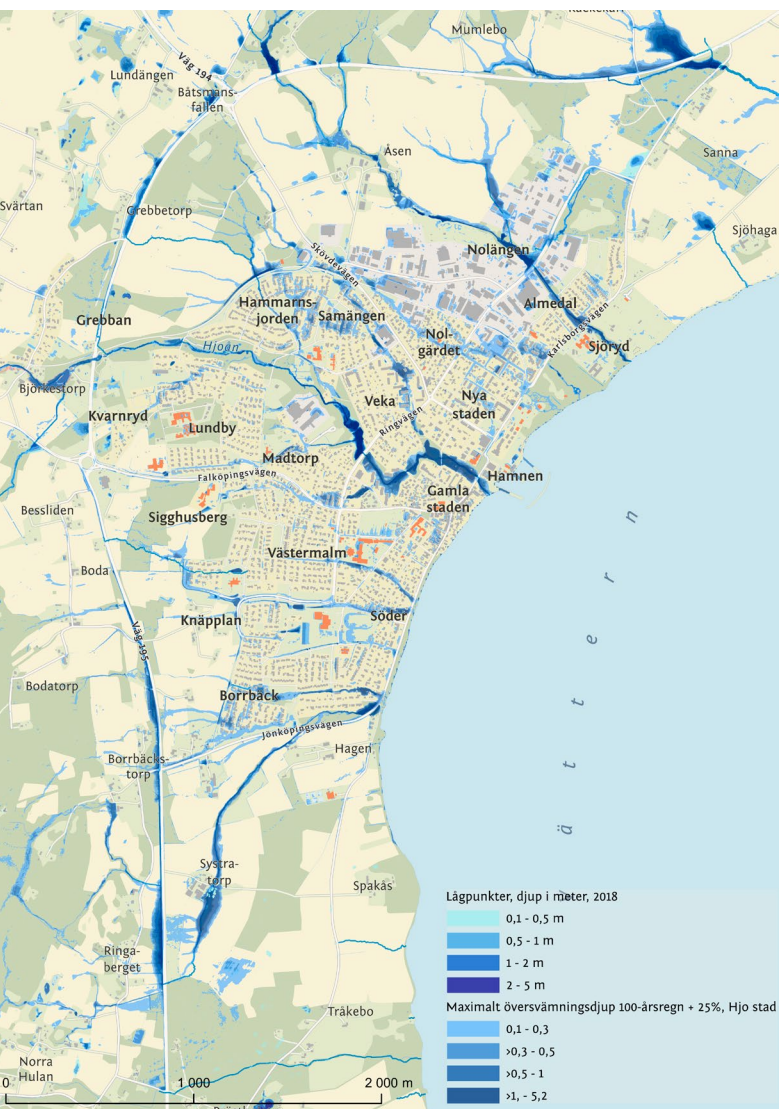 Mumlebo
Väg 194
Lundängen
Båtsmans-
fallen
Åsen
Sanna
Svärtan
Grebbetorp
Sjöhaga
Skövdevägen
Nolängen
Hammarns-
jorden
Samängen
Almedal
Grebban
Nol-
gärdet
Karlsborgsvägen
Sjöryd
Hjoån
Björkestorp
Kvarnryd
Veka
Nya
staden
Lundby
Ringvägen
Madtorp
Falköpingsvägen
Hamnen
Gamla
staden
Bessliden
Sigghusberg
Västermalm
Boda
Knäpplan
Söder
Väg 195
Vättern
Bodatorp
Borrbäck
Jönköpingsvägen
Hagen
Borrbäcks-
torp
Systra-
torp
Spakås
Ringa-
berget
Tråkebo
Norra
Hulan
0 1 000 2 000 m
Lågpunkter, djup i meter, 2018
0,1 - 0,5 m
0,5 - 1 m
1 - 2 m
2 - 5 m
Maximalt översvämningsdjup 100-årsregn + 25%, Hjo stad
0,1 - 0,3
>0,3 - 0,5
>0,5 - 1
>1, - 5,2